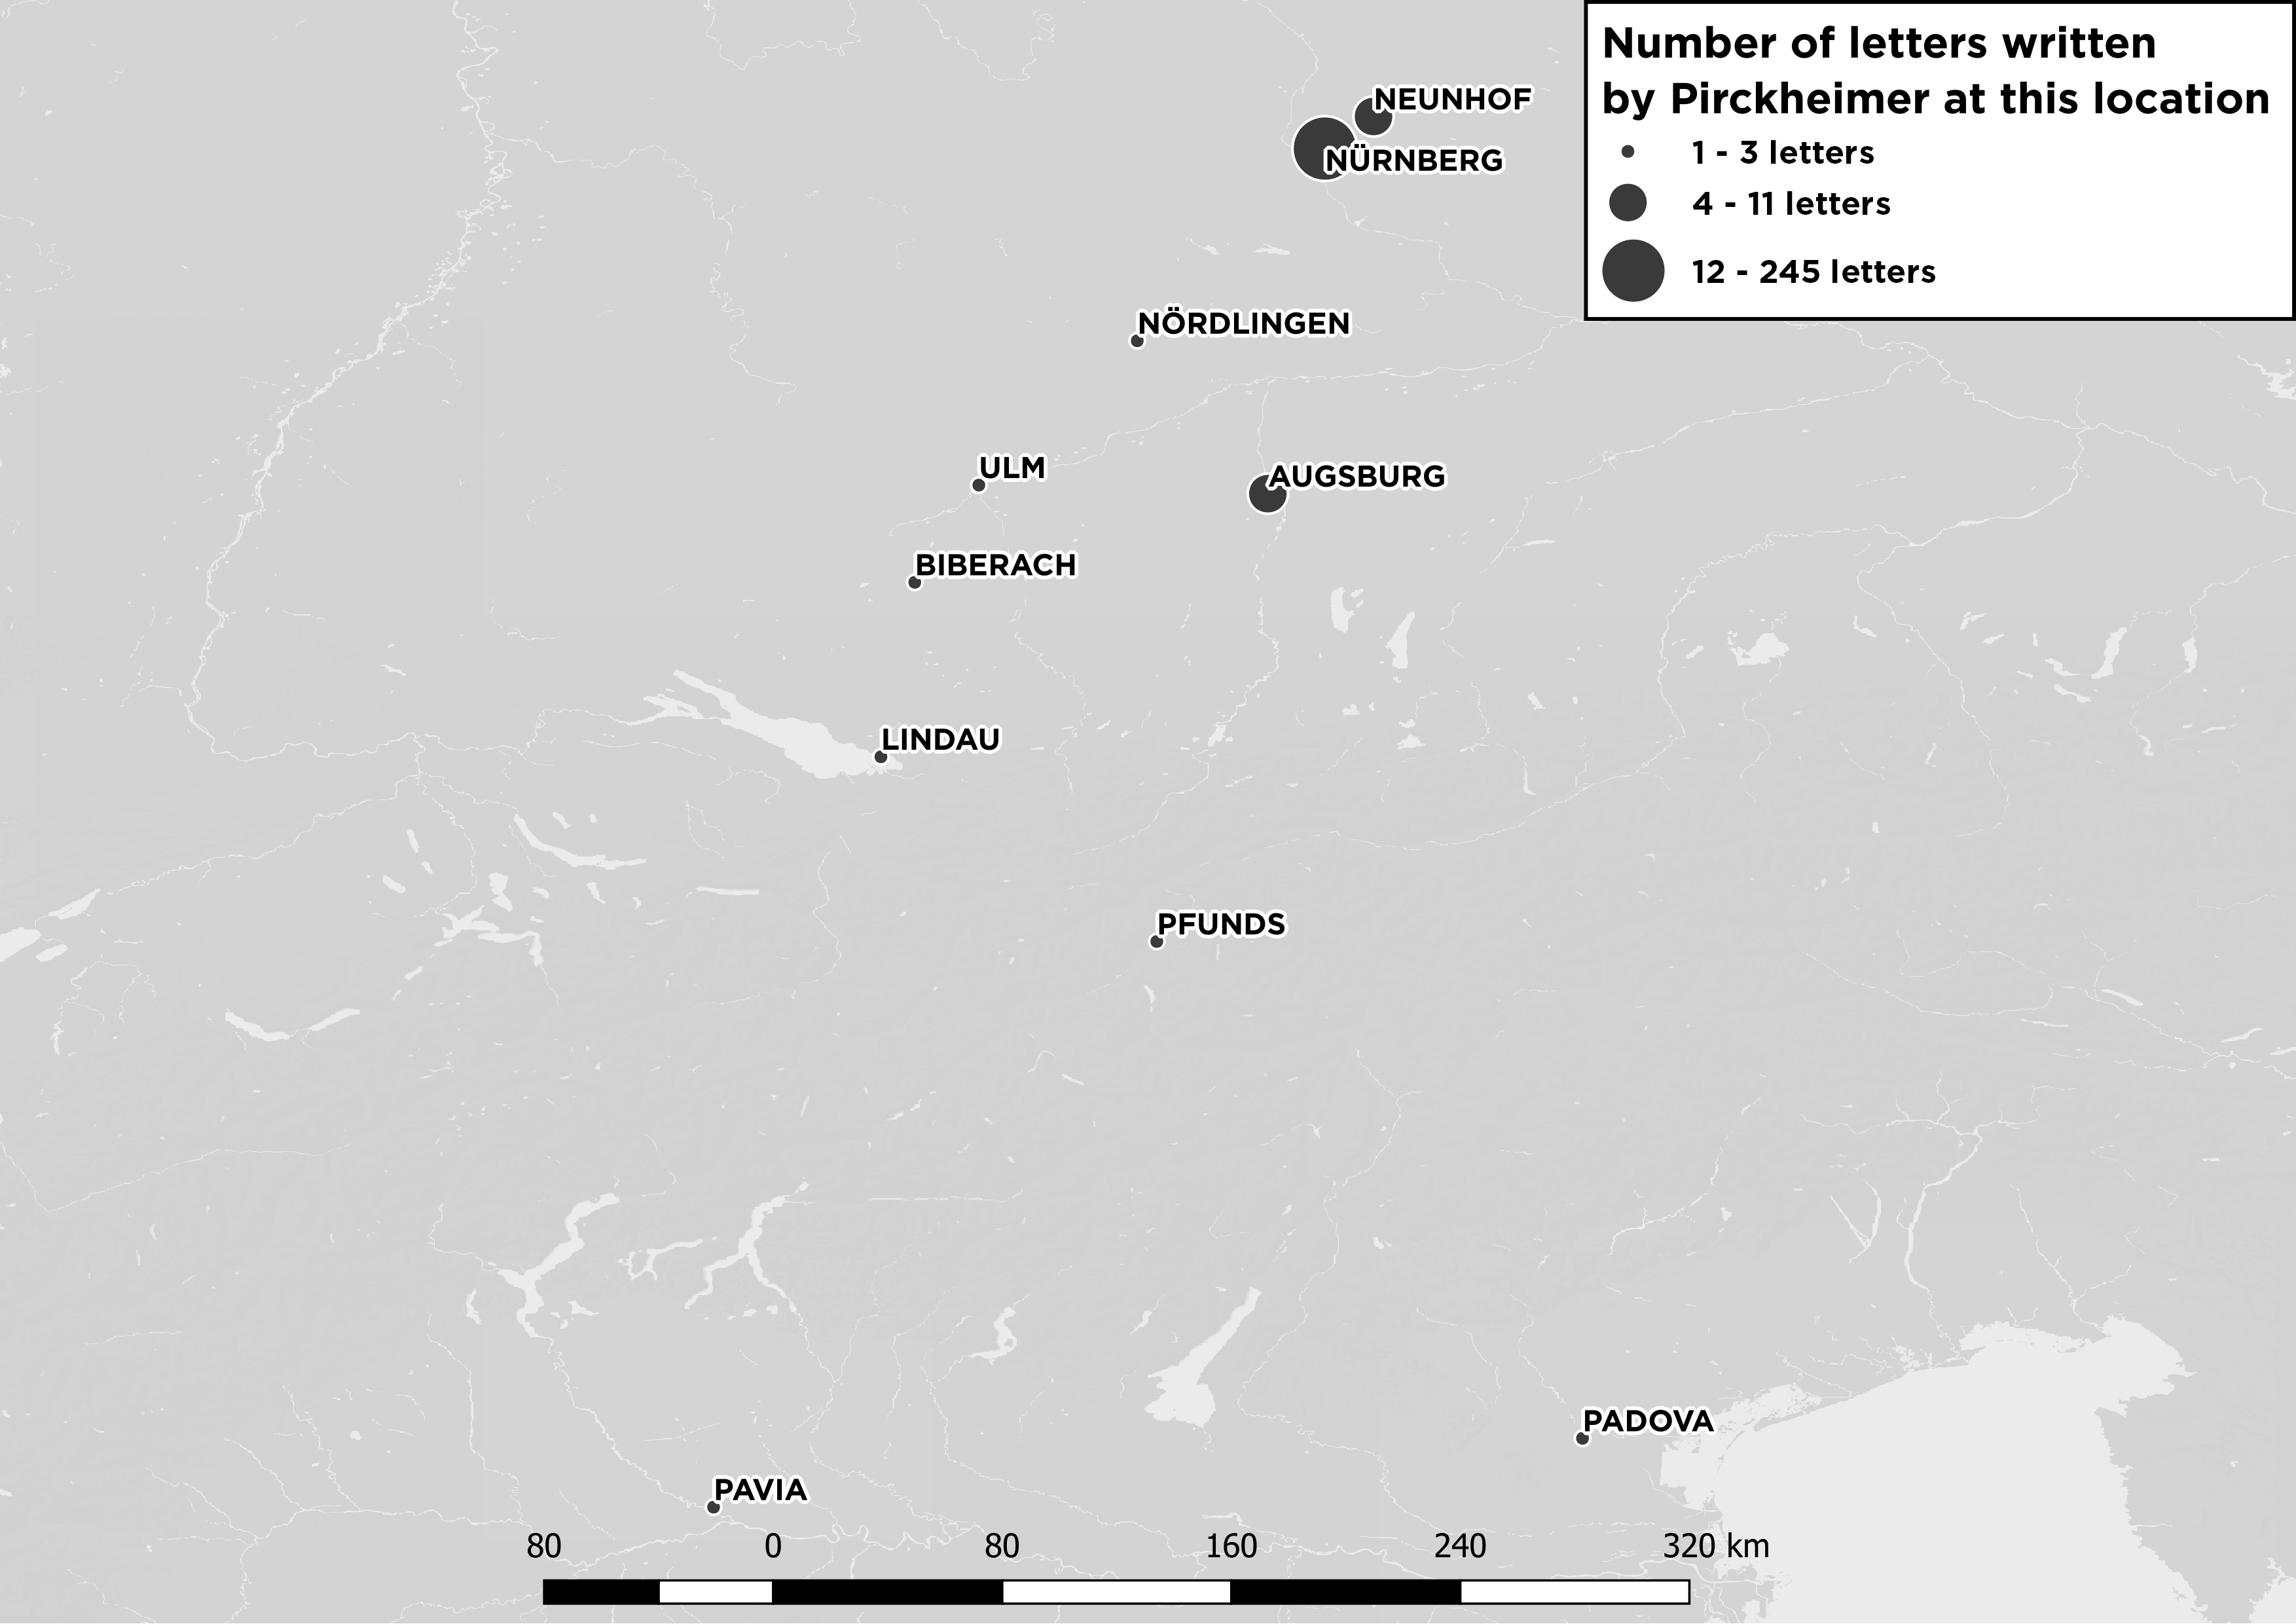 Number of letters written
by Pirckheimer at this location
1 - 3 letters
4 - 11 letters
12 - 245 letters
NEUNHOF
NÜRNBERG
NÖRDLINGEN
ULM
AUGSBURG
BIBERACH
LINDAU
PFUNDS
PADOVA
PAVIA
80 0 80 160 240 320 km